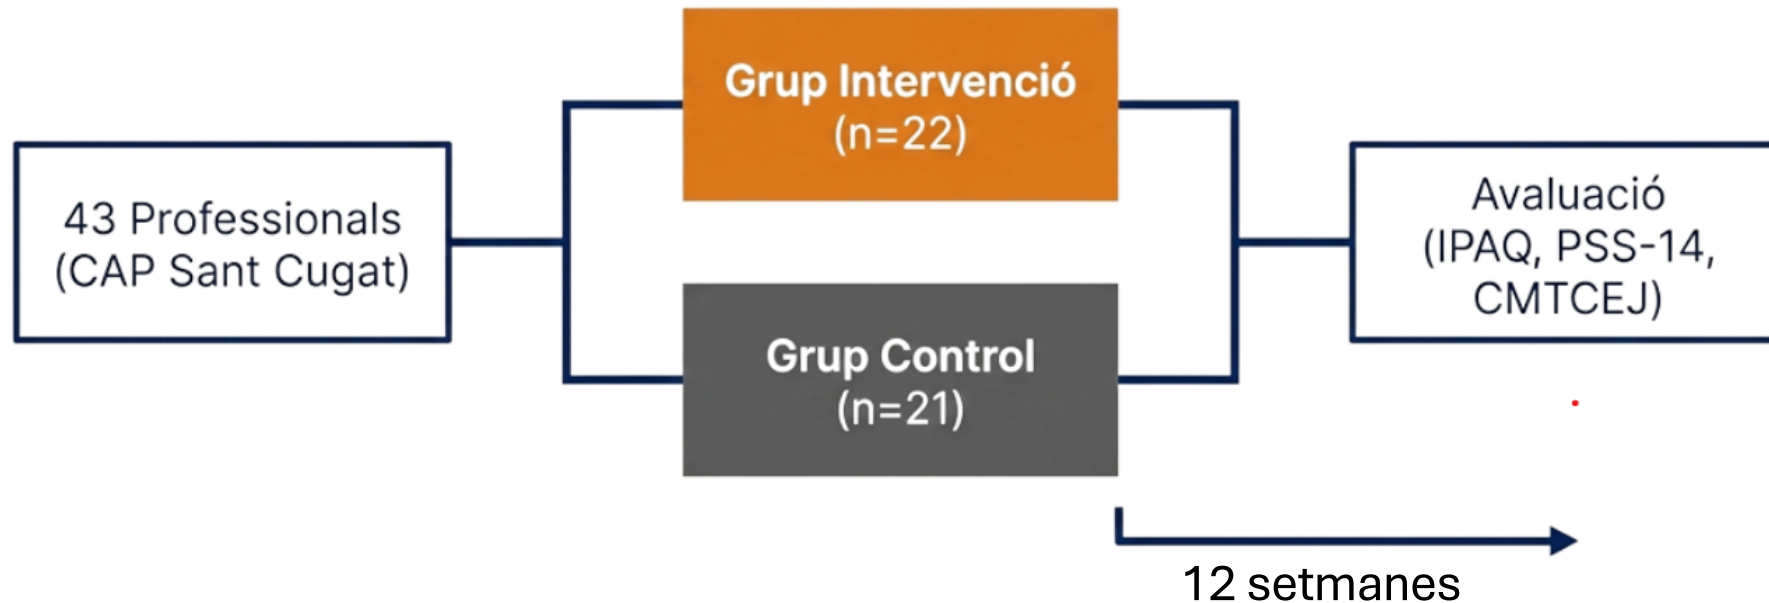 43 Professionals
(CAP Sant Cugat)
Grup Intervenció
(n=22)
Grup Control
(n=21)
Avaluació
(IPAQ, PSS-14,
CMTCEJ)
12 setmanes